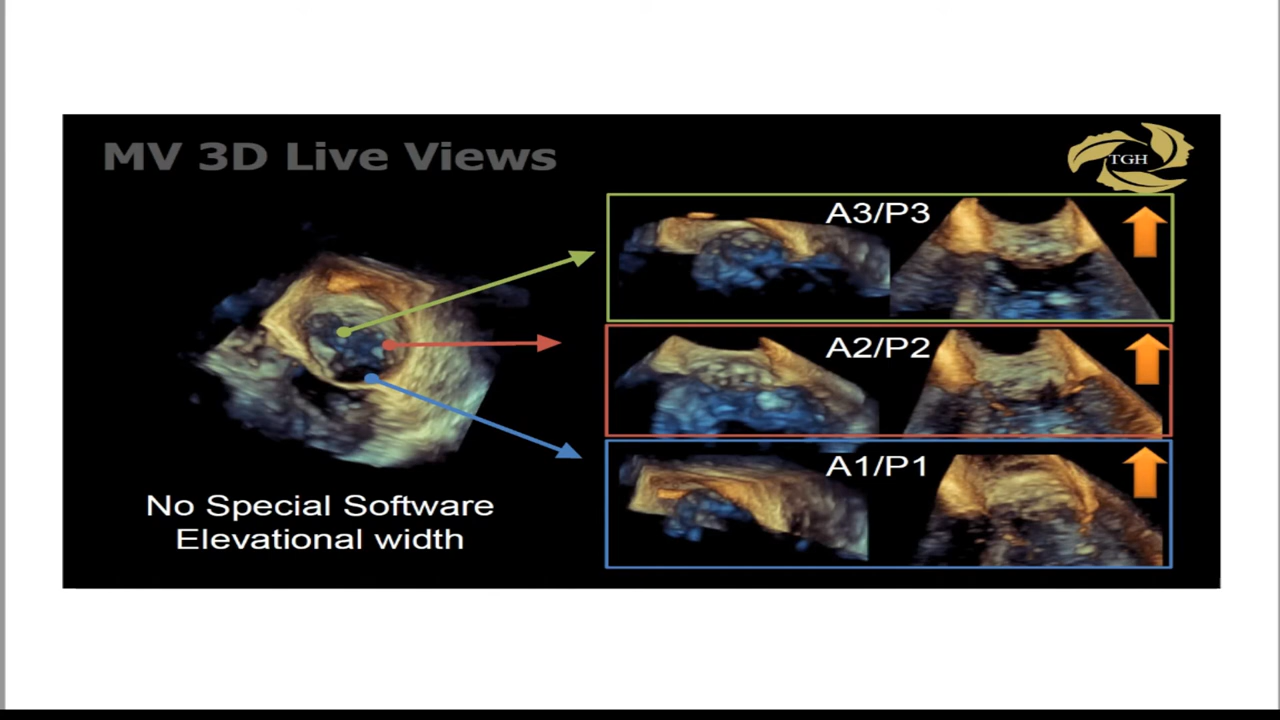 MV 3D Live Views
TGH
A3/P3
A2/P2
A1/P1
No Special Software
Elevational width